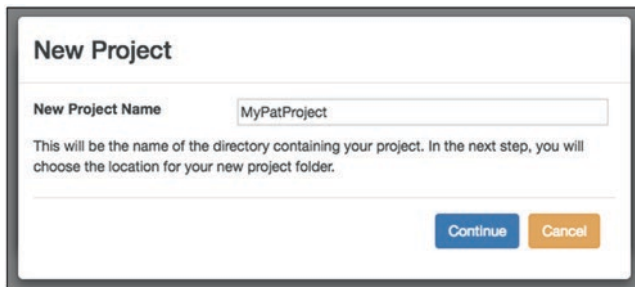 New Project
New Project Name MyPatProject
This will be the name of the directory containing your project. In the next step, you will
choose the location for your new project folder.
Continue Cancel